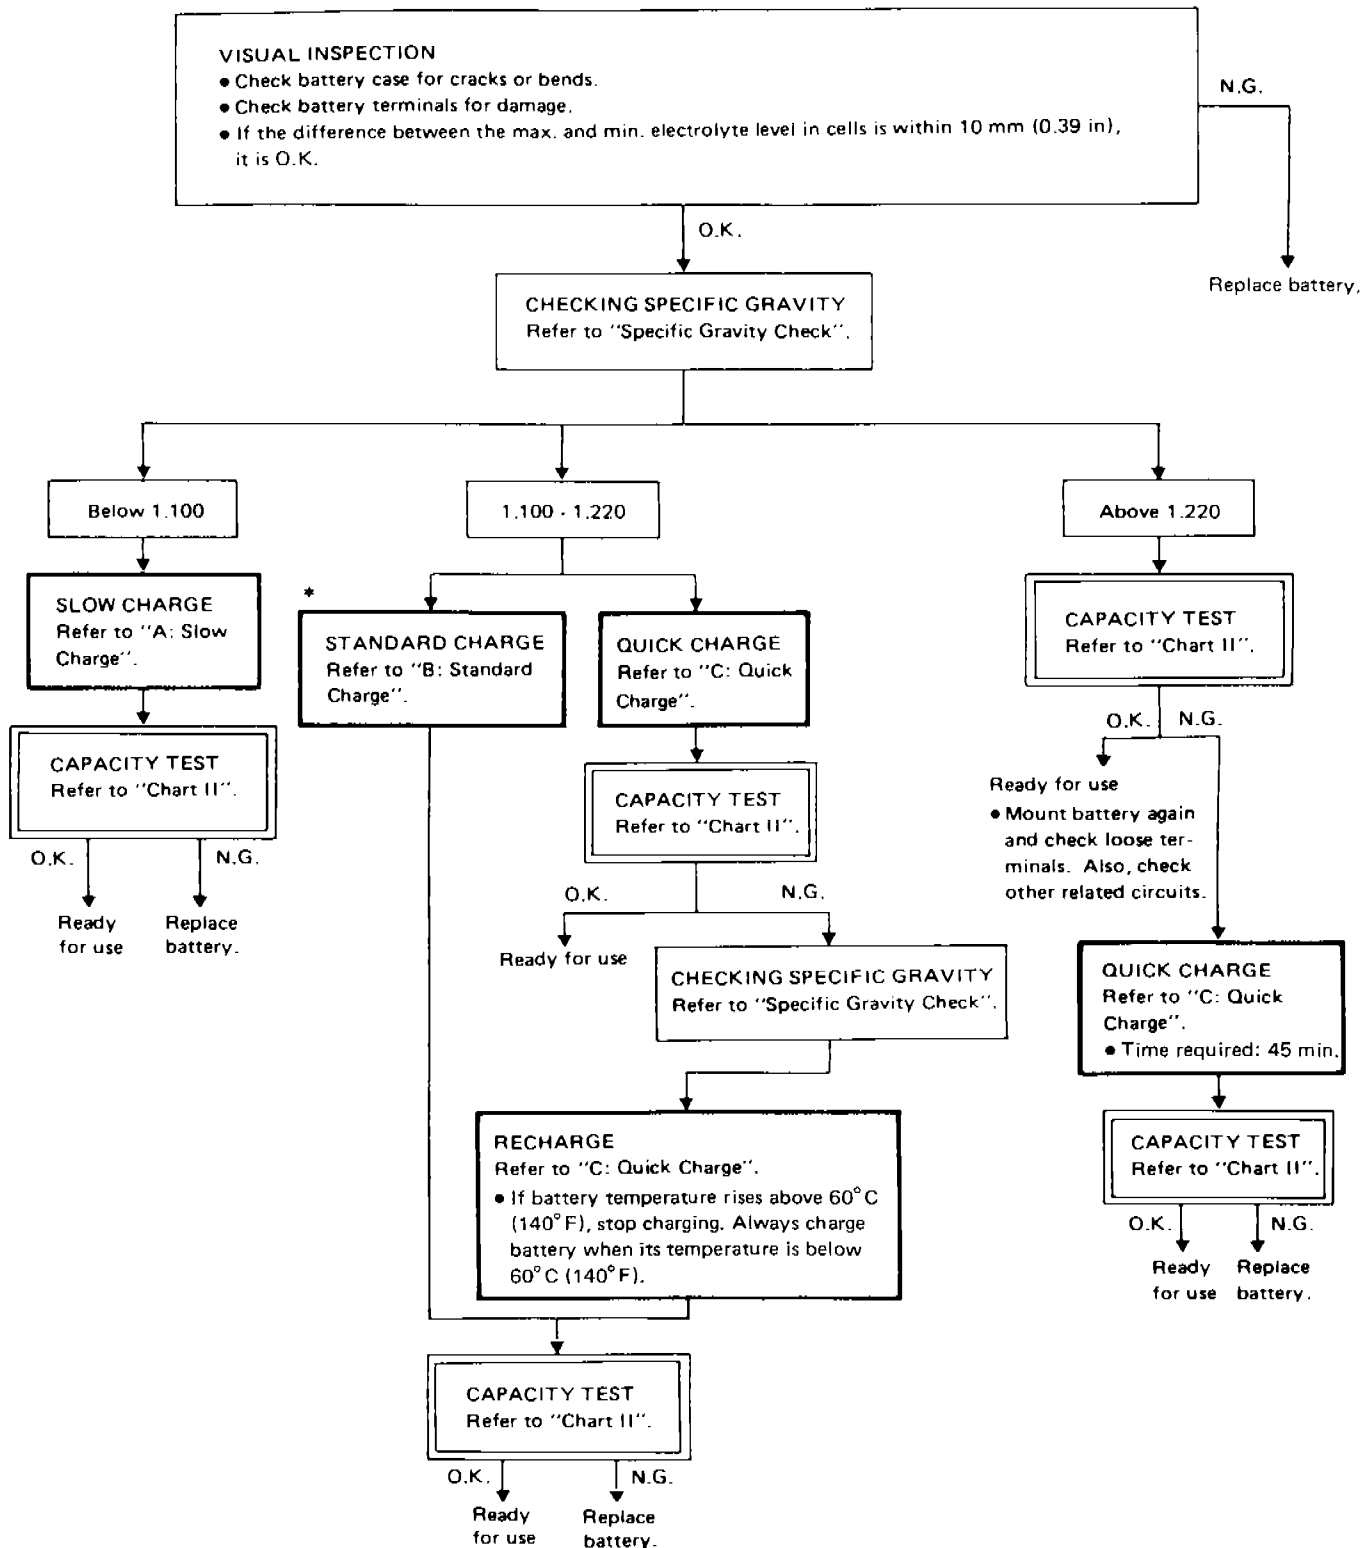 VISUAL INSPECTION
• Check battery case for cracks or bends.
• Check battery terminals for damage.
• If the difference between the max. and min. electrolyte level in cells is within 10 mm (0.39 in),
it is O.K.
N.G.
O.K.
Replace battery.
CHECKING SPECIFIC GRAVITY
Refer to "Specific Gravity Check".
Below 1.100
1.100 - 1.220
Above 1.220
SLOW CHARGE
Refer to "A: Slow
Charge".
*
STANDARD CHARGE
Refer to "B: Standard
Charge".
QUICK CHARGE
Refer to "C: Quick
Charge".
CAPACITY TEST
Refer to "Chart II".
O.K. N.G.
CAPACITY TEST
Refer to "Chart II".
O.K. N.G.
Ready
for use
Replace
battery.
CAPACITY TEST
Refer to "Chart II".
O.K. N.G.
Ready for use
Ready for use
• Mount battery again
and check loose ter-
minals. Also, check
other related circuits.
CHECKING SPECIFIC GRAVITY
Refer to "Specific Gravity Check".
QUICK CHARGE
Refer to "C: Quick
Charge".
• Time required: 45 min.
RECHARGE
Refer to "C: Quick Charge".
• If battery temperature rises above 60°C
(140°F), stop charging. Always charge
battery when its temperature is below
60°C (140°F).
CAPACITY TEST
Refer to "Chart II".
O.K. N.G.
Ready
for use
Replace
battery.
CAPACITY TEST
Refer to "Chart II".
O.K. N.G.
Ready
for use
Replace
battery.